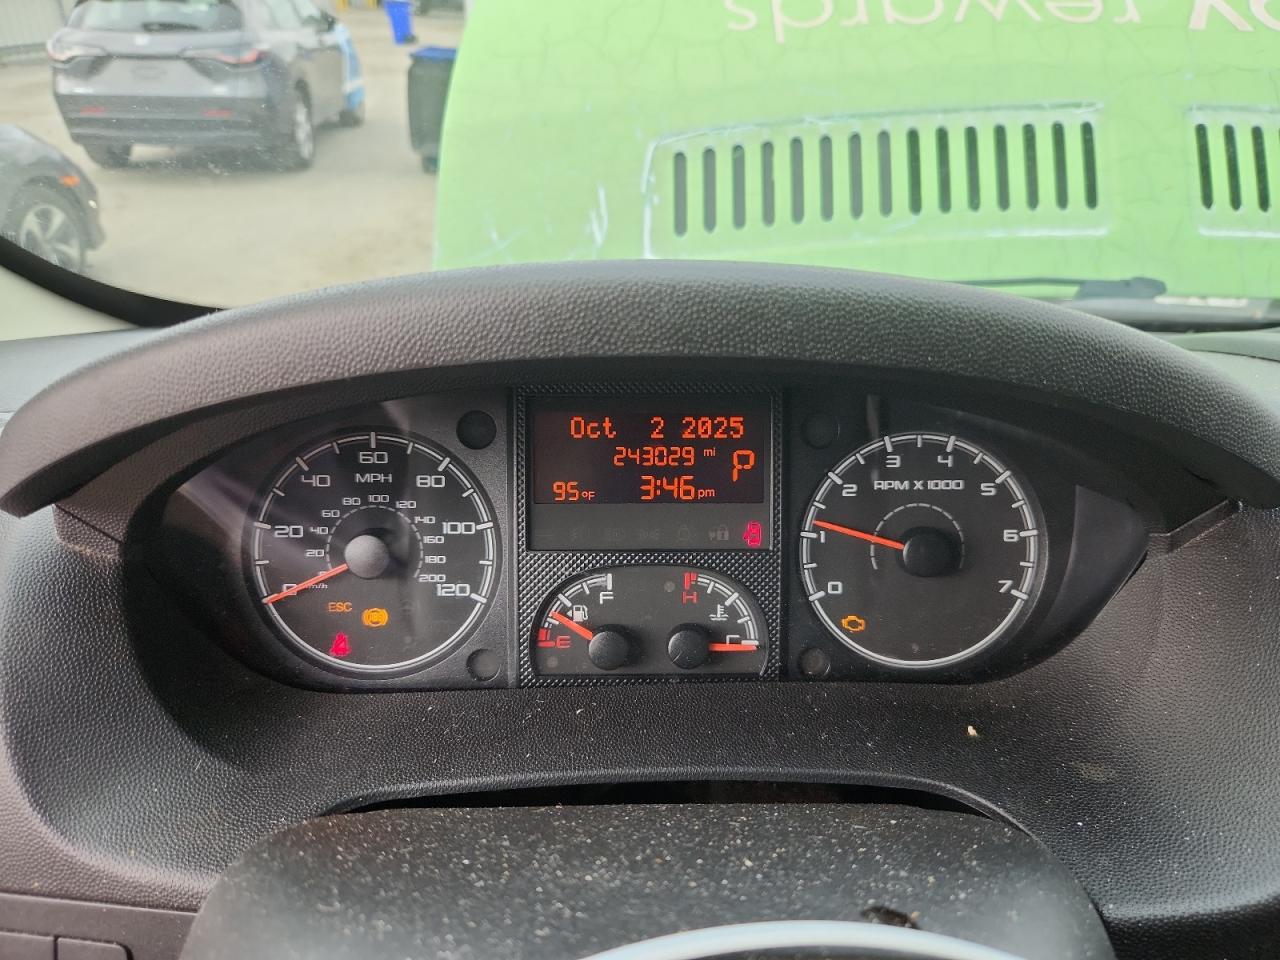 rewards
Oct 2 2025
243029 mi
P
95°F 3:46pm
0 20 40 60 80 100 120
MPH
20 40 60 80 100 120 140 160 180 200
km/h
ESC
F
E
H
C
0 1 2 3 4 5 6 7
RPM X 1000